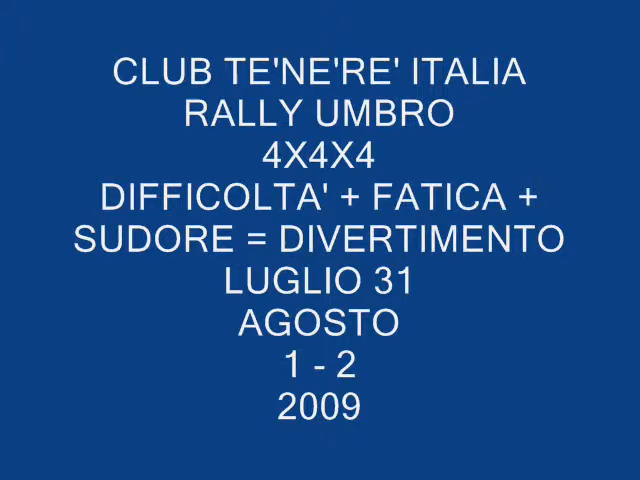 CLUB TE'NE'RE' ITALIA
RALLY UMBRO
4X4X4
DIFFICOLTA' + FATICA +
SUDORE = DIVERTIMENTO
LUGLIO 31
AGOSTO
1 - 2
2009